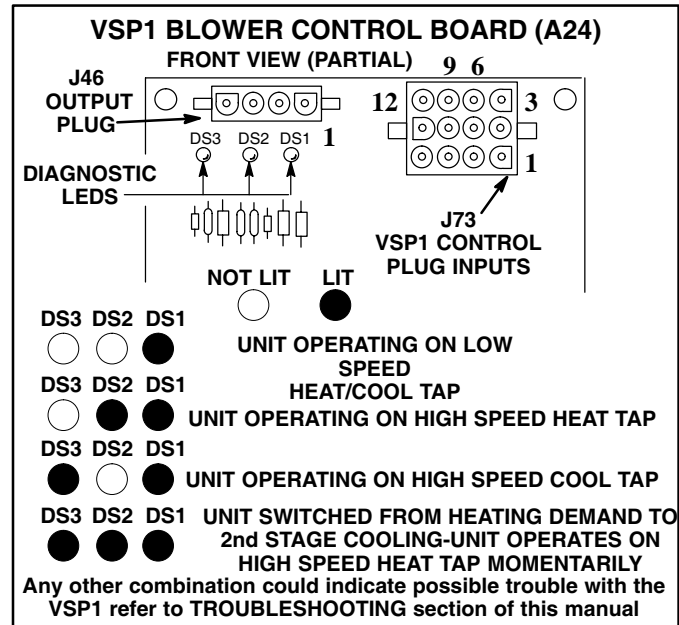 VSP1 BLOWER CONTROL BOARD (A24)
FRONT VIEW (PARTIAL)
J46
OUTPUT
PLUG
9 6
12
3
1
1
DS3 DS2 DS1
DIAGNOSTIC
LEDS
J73
VSP1 CONTROL
PLUG INPUTS
NOT LIT LIT
DS3 DS2 DS1
UNIT OPERATING ON LOW
SPEED
HEAT/COOL TAP
DS3 DS2 DS1
UNIT OPERATING ON HIGH SPEED HEAT TAP
DS3 DS2 DS1
UNIT OPERATING ON HIGH SPEED COOL TAP
DS3 DS2 DS1
UNIT SWITCHED FROM HEATING DEMAND TO
2nd STAGE COOLING-UNIT OPERATES ON
HIGH SPEED HEAT TAP MOMENTARILY
Any other combination could indicate possible trouble with the
VSP1 refer to TROUBLESHOOTING section of this manual